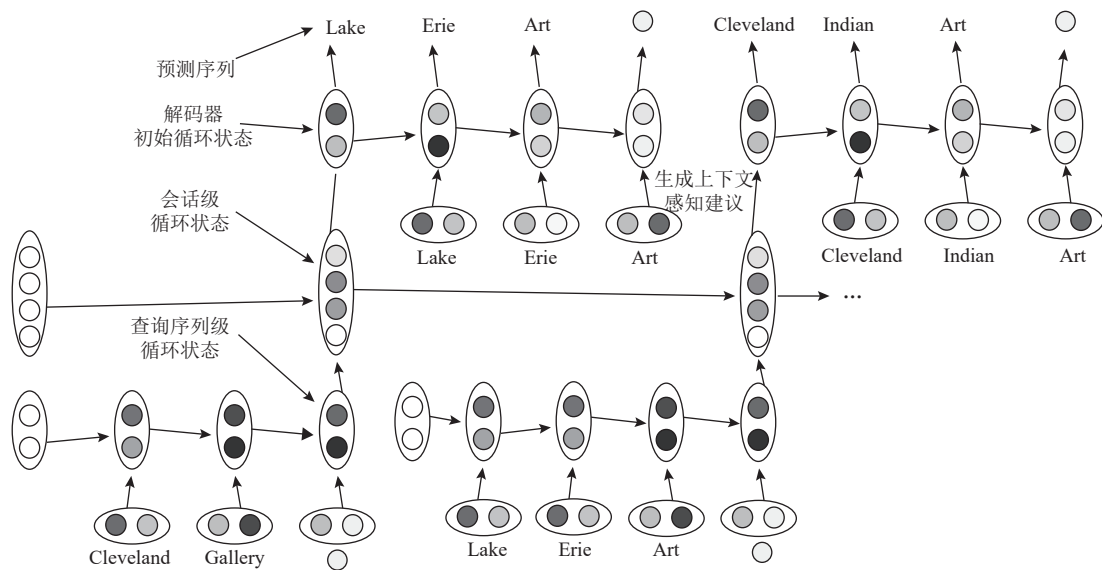 Lake Erie Art Cleveland Indian Art
预测序列
解码器
初始循环状态
生成上下文
感知建议
会话级
循环状态
Lake Erie Art Cleveland Indian Art
...
查询序列级
循环状态
Cleveland Gallery Lake Erie Art